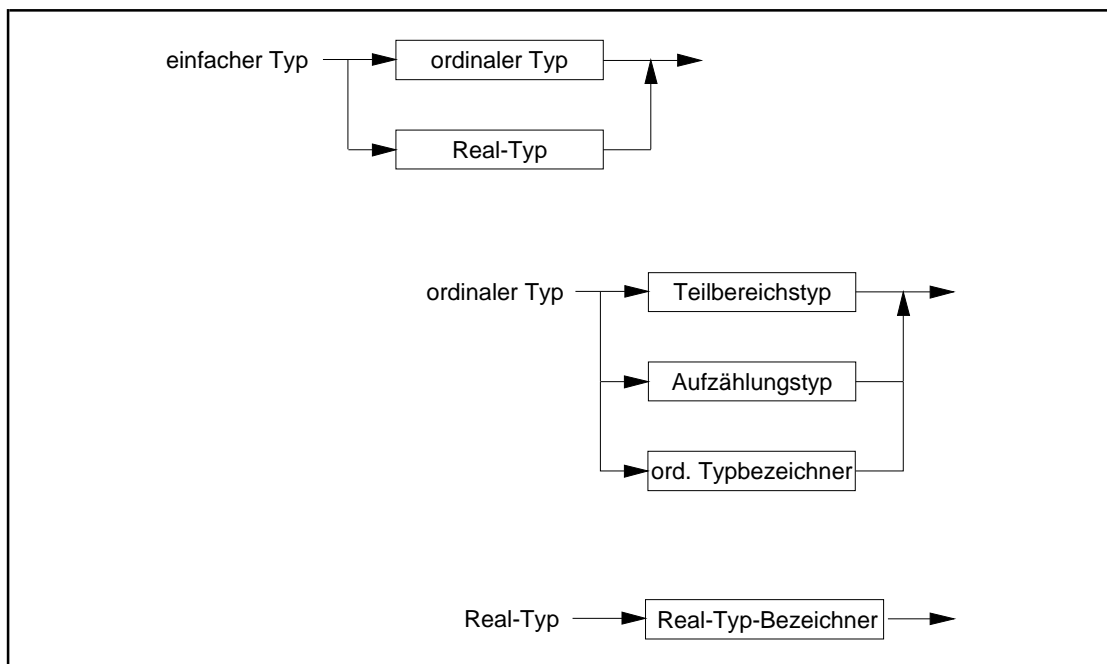 einfacher Typ
ordinaler Typ
Real-Typ
ordinaler Typ
Teilbereichstyp
Aufzählungstyp
ord. Typbezeichner
Real-Typ
Real-Typ-Bezeichner